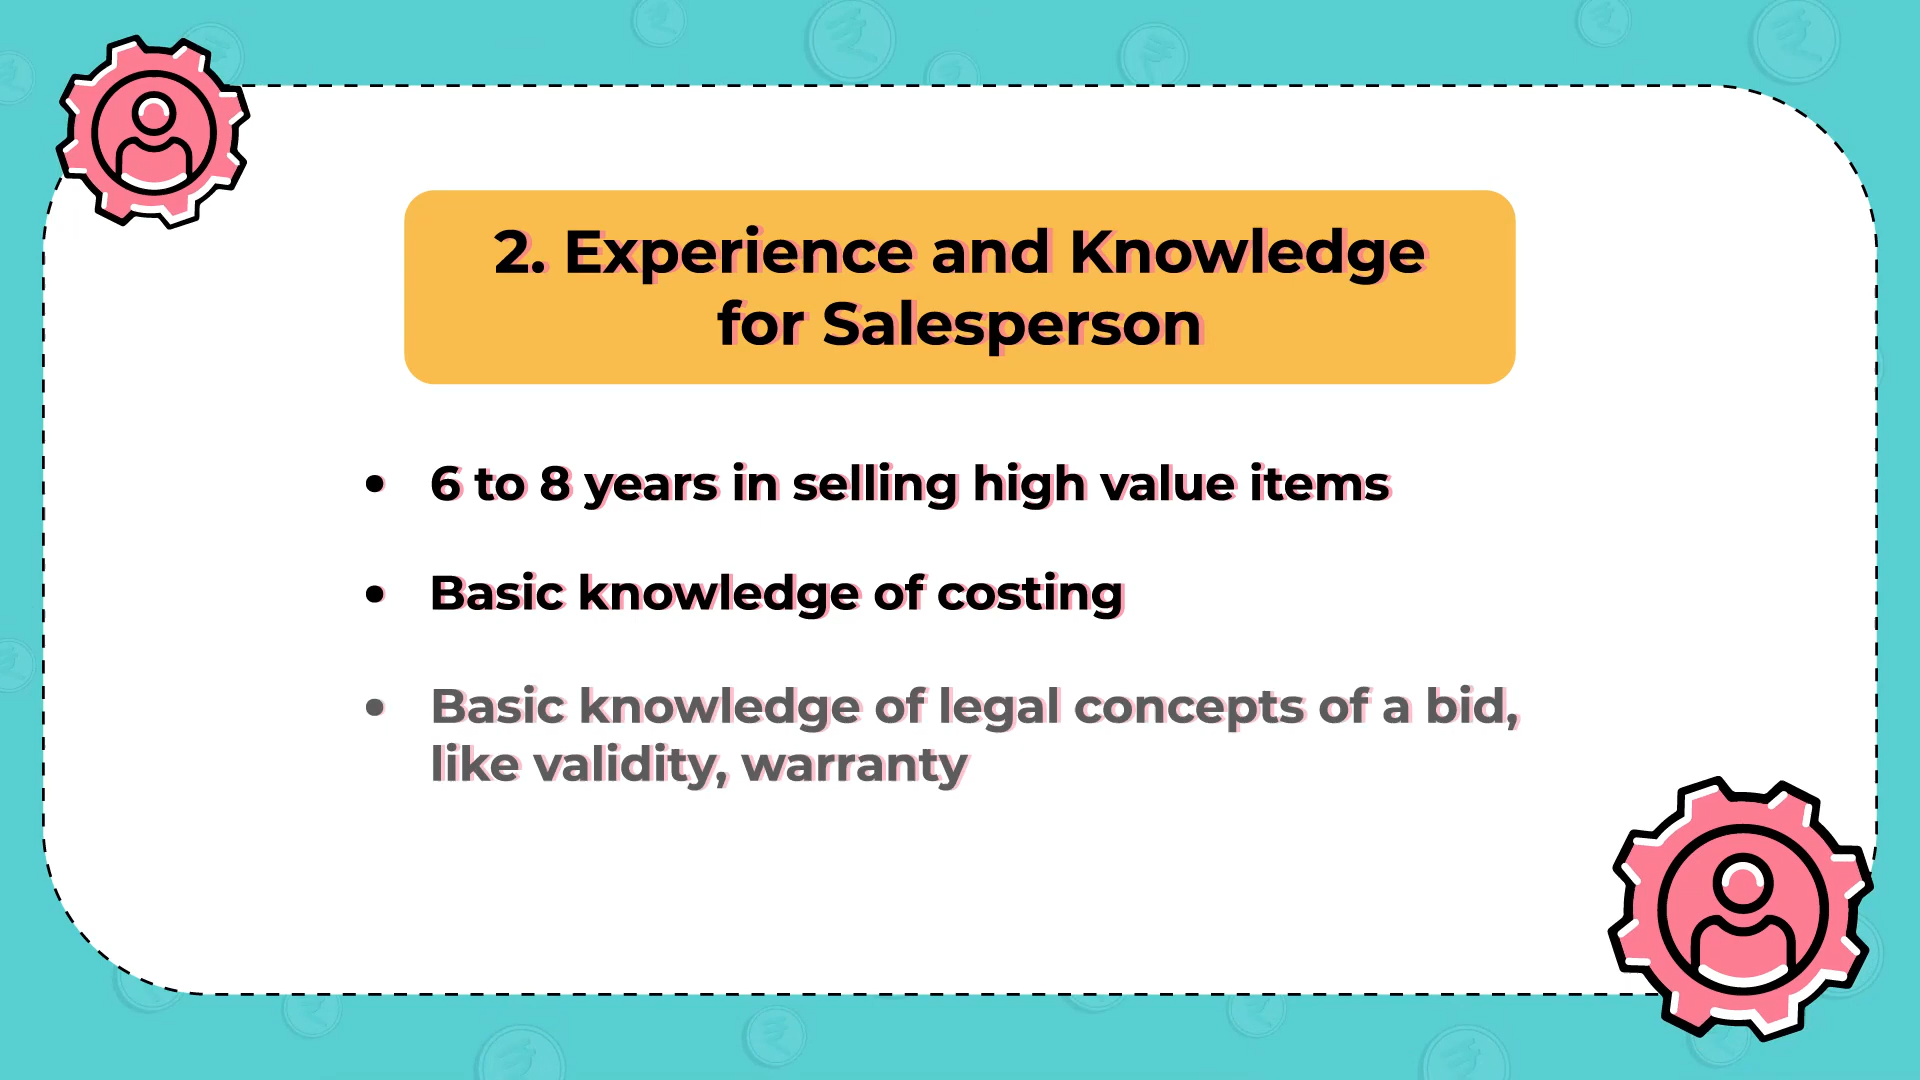 2. Experience and Knowledge
for Salesperson
• 6 to 8 years in selling high value items
• Basic knowledge of costing
• Basic knowledge of legal concepts of a bid,
like validity, warranty